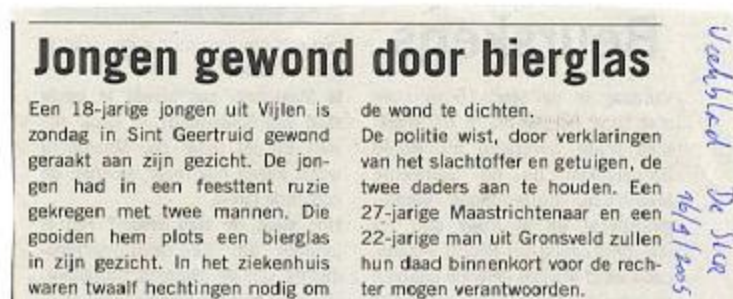 Jongen gewond door bierglas
Een 18-jarige jongen uit Vijlen is
zondag in Sint Geertruid gewond
geraakt aan zijn gezicht. De jon-
gen had in een feesttent ruzie
gekregen met twee mannen. Die
gooiden hem plots een bierglas
in zijn gezicht. In het ziekenhuis
waren twaalf hechtingen nodig om
de wond te dichten.
De politie wist, door verklaringen
van het slachtoffer en getuigen, de
twee daders aan te houden. Een
27-jarige Maastrichtenaar en een
22-jarige man uit Gronsveld zullen
hun daad binnenkort voor de rech-
ter mogen verantwoorden.
Weekblad De Ster